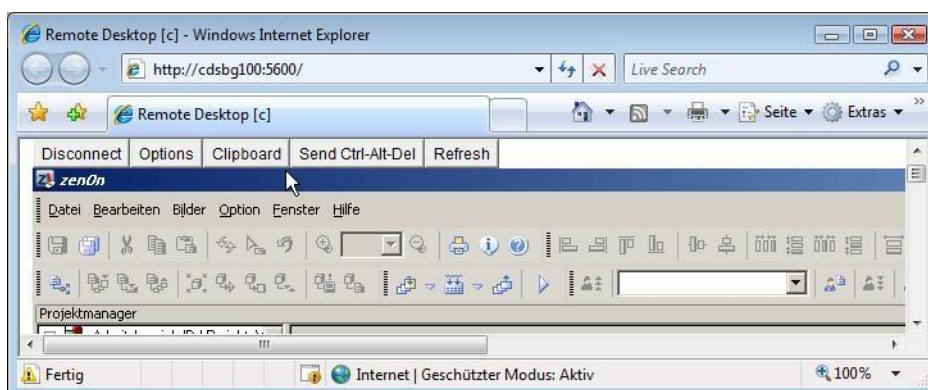 Remote Desktop [c] - Windows Internet Explorer
http://cdsbg100:5600/
Live Search
Remote Desktop [c]
Seite
Extras
Disconnect Options Clipboard Send Ctrl-Alt-Del Refresh
zenOn
Datei Bearbeiten Bilder Option Fenster Hilfe
Projektmanager
Fertig
Internet | Geschützter Modus: Aktiv
100%